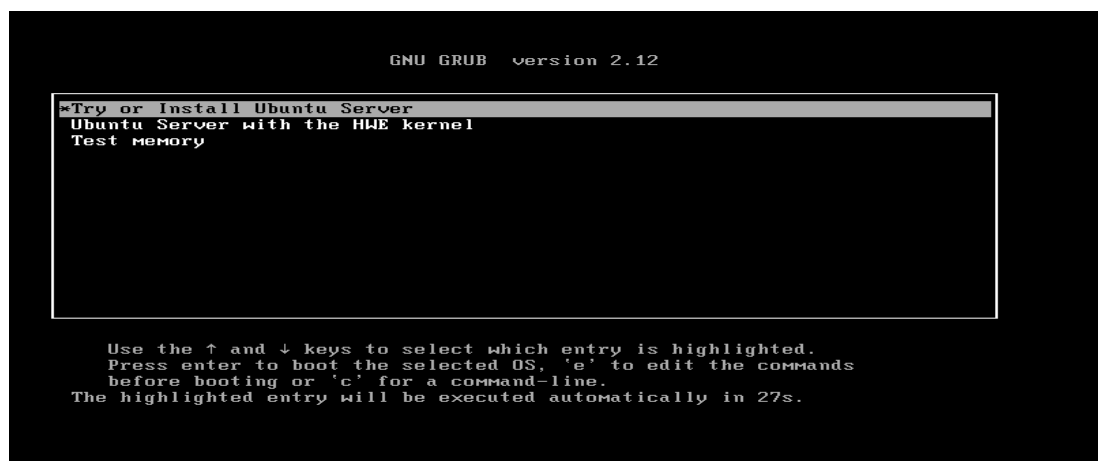 GNU GRUB  version 2.12
*Try or Install Ubuntu Server
Ubuntu Server with the HWE kernel
Test memory
Use the ↑ and ↓ keys to select which entry is highlighted.
Press enter to boot the selected OS, `e' to edit the commands
before booting or `c' for a command-line.
The highlighted entry will be executed automatically in 27s.